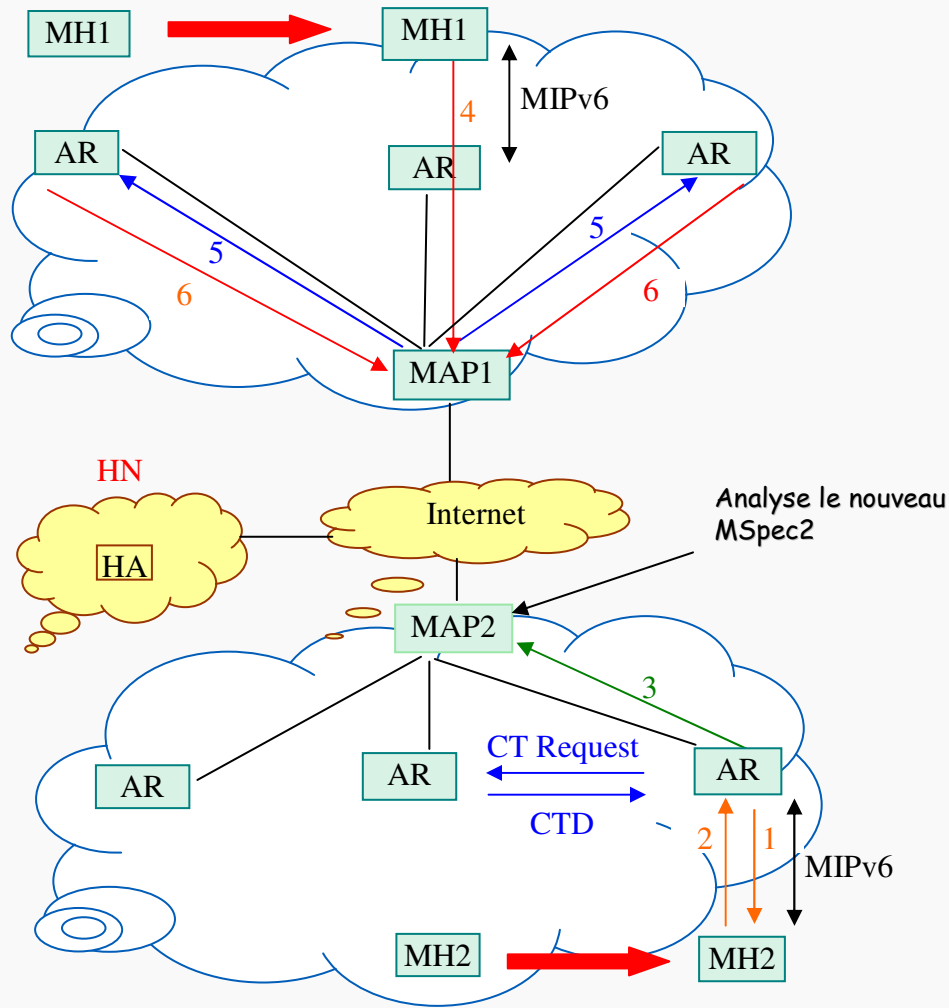 MH1
MH1
MIPv6
4
AR
AR
AR
5
5
6
6
MAP1
HN
Internet
Analyse le nouveau
MSpec2
HA
MAP2
3
CT Request
AR
AR
AR
CTD
2
1
MIPv6
MH2
MH2